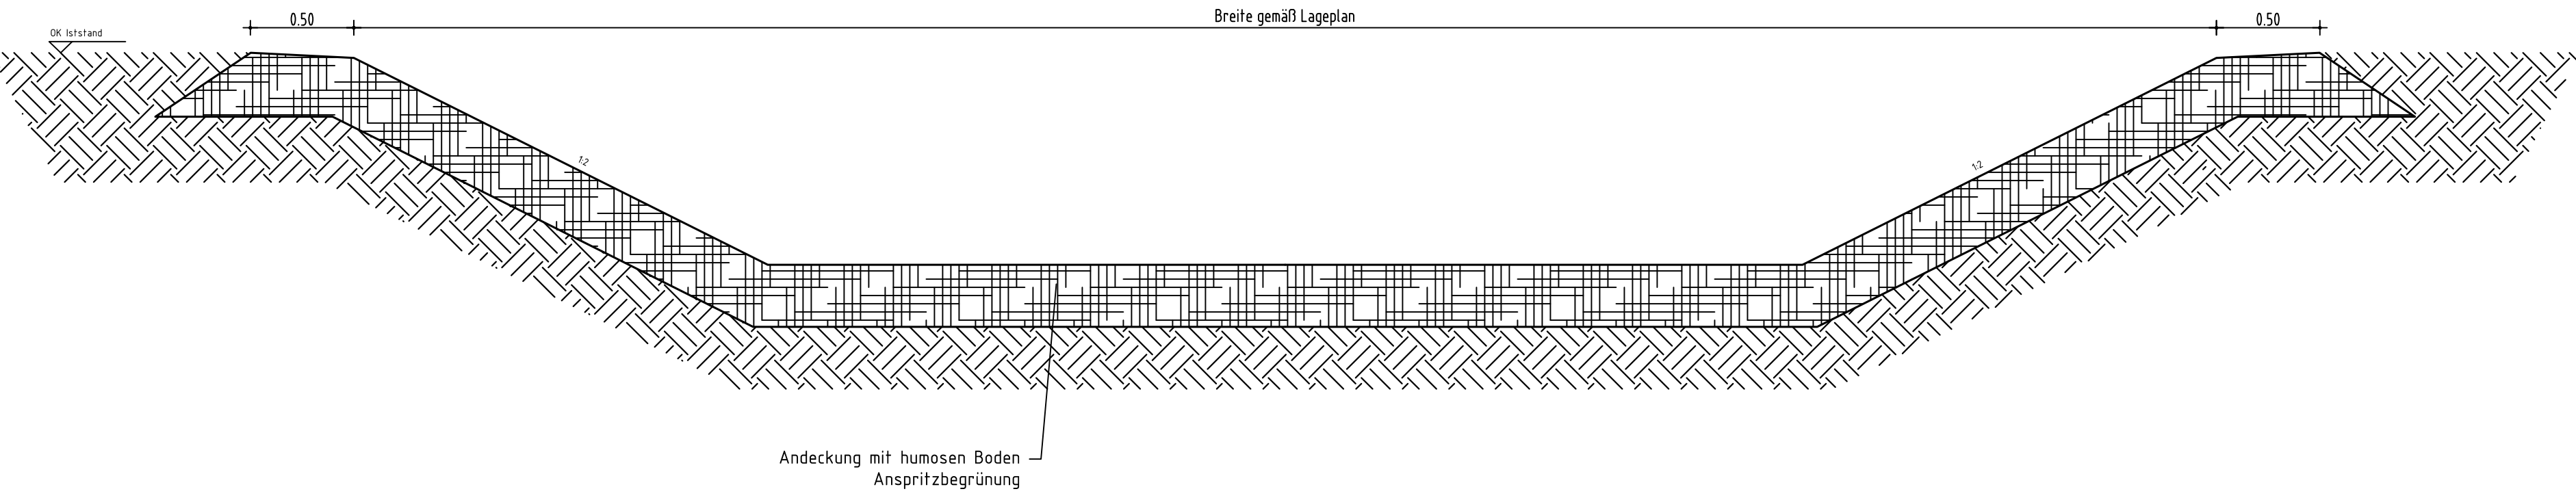 0.50
Breite gemäß Lageplan
0.50
OK Iststand
1:2
1:2
Andeckung mit humosen Boden
Anspritzbegrünung